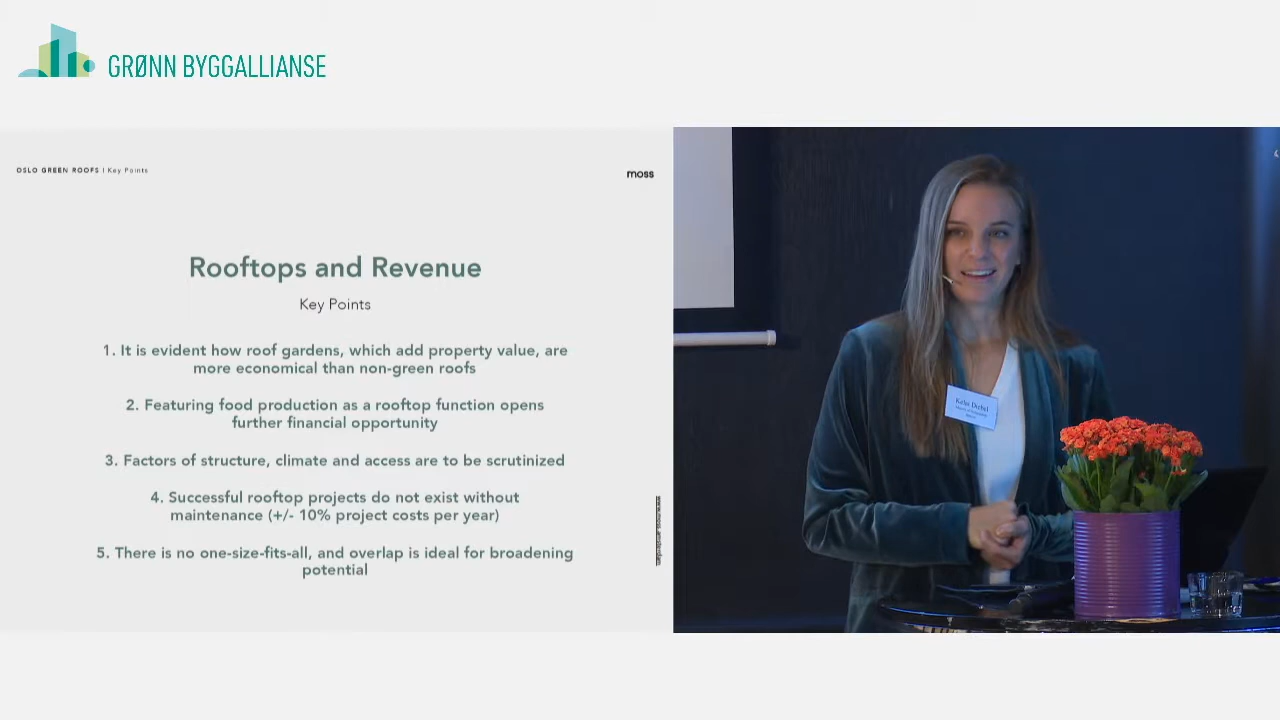 GRØNN BYGGALLIANSE
OSLO GREEN ROOFS | Key Points
moss
Rooftops and Revenue
Key Points
1. It is evident how roof gardens, which add property value, are
more economical than non-green roofs
2. Featuring food production as a rooftop function opens
further financial opportunity
3. Factors of structure, climate and access are to be scrutinized
4. Successful rooftop projects do not exist without
maintenance (+/- 10% project costs per year)
5. There is no one-size-fits-all, and overlap is ideal for broadening
potential